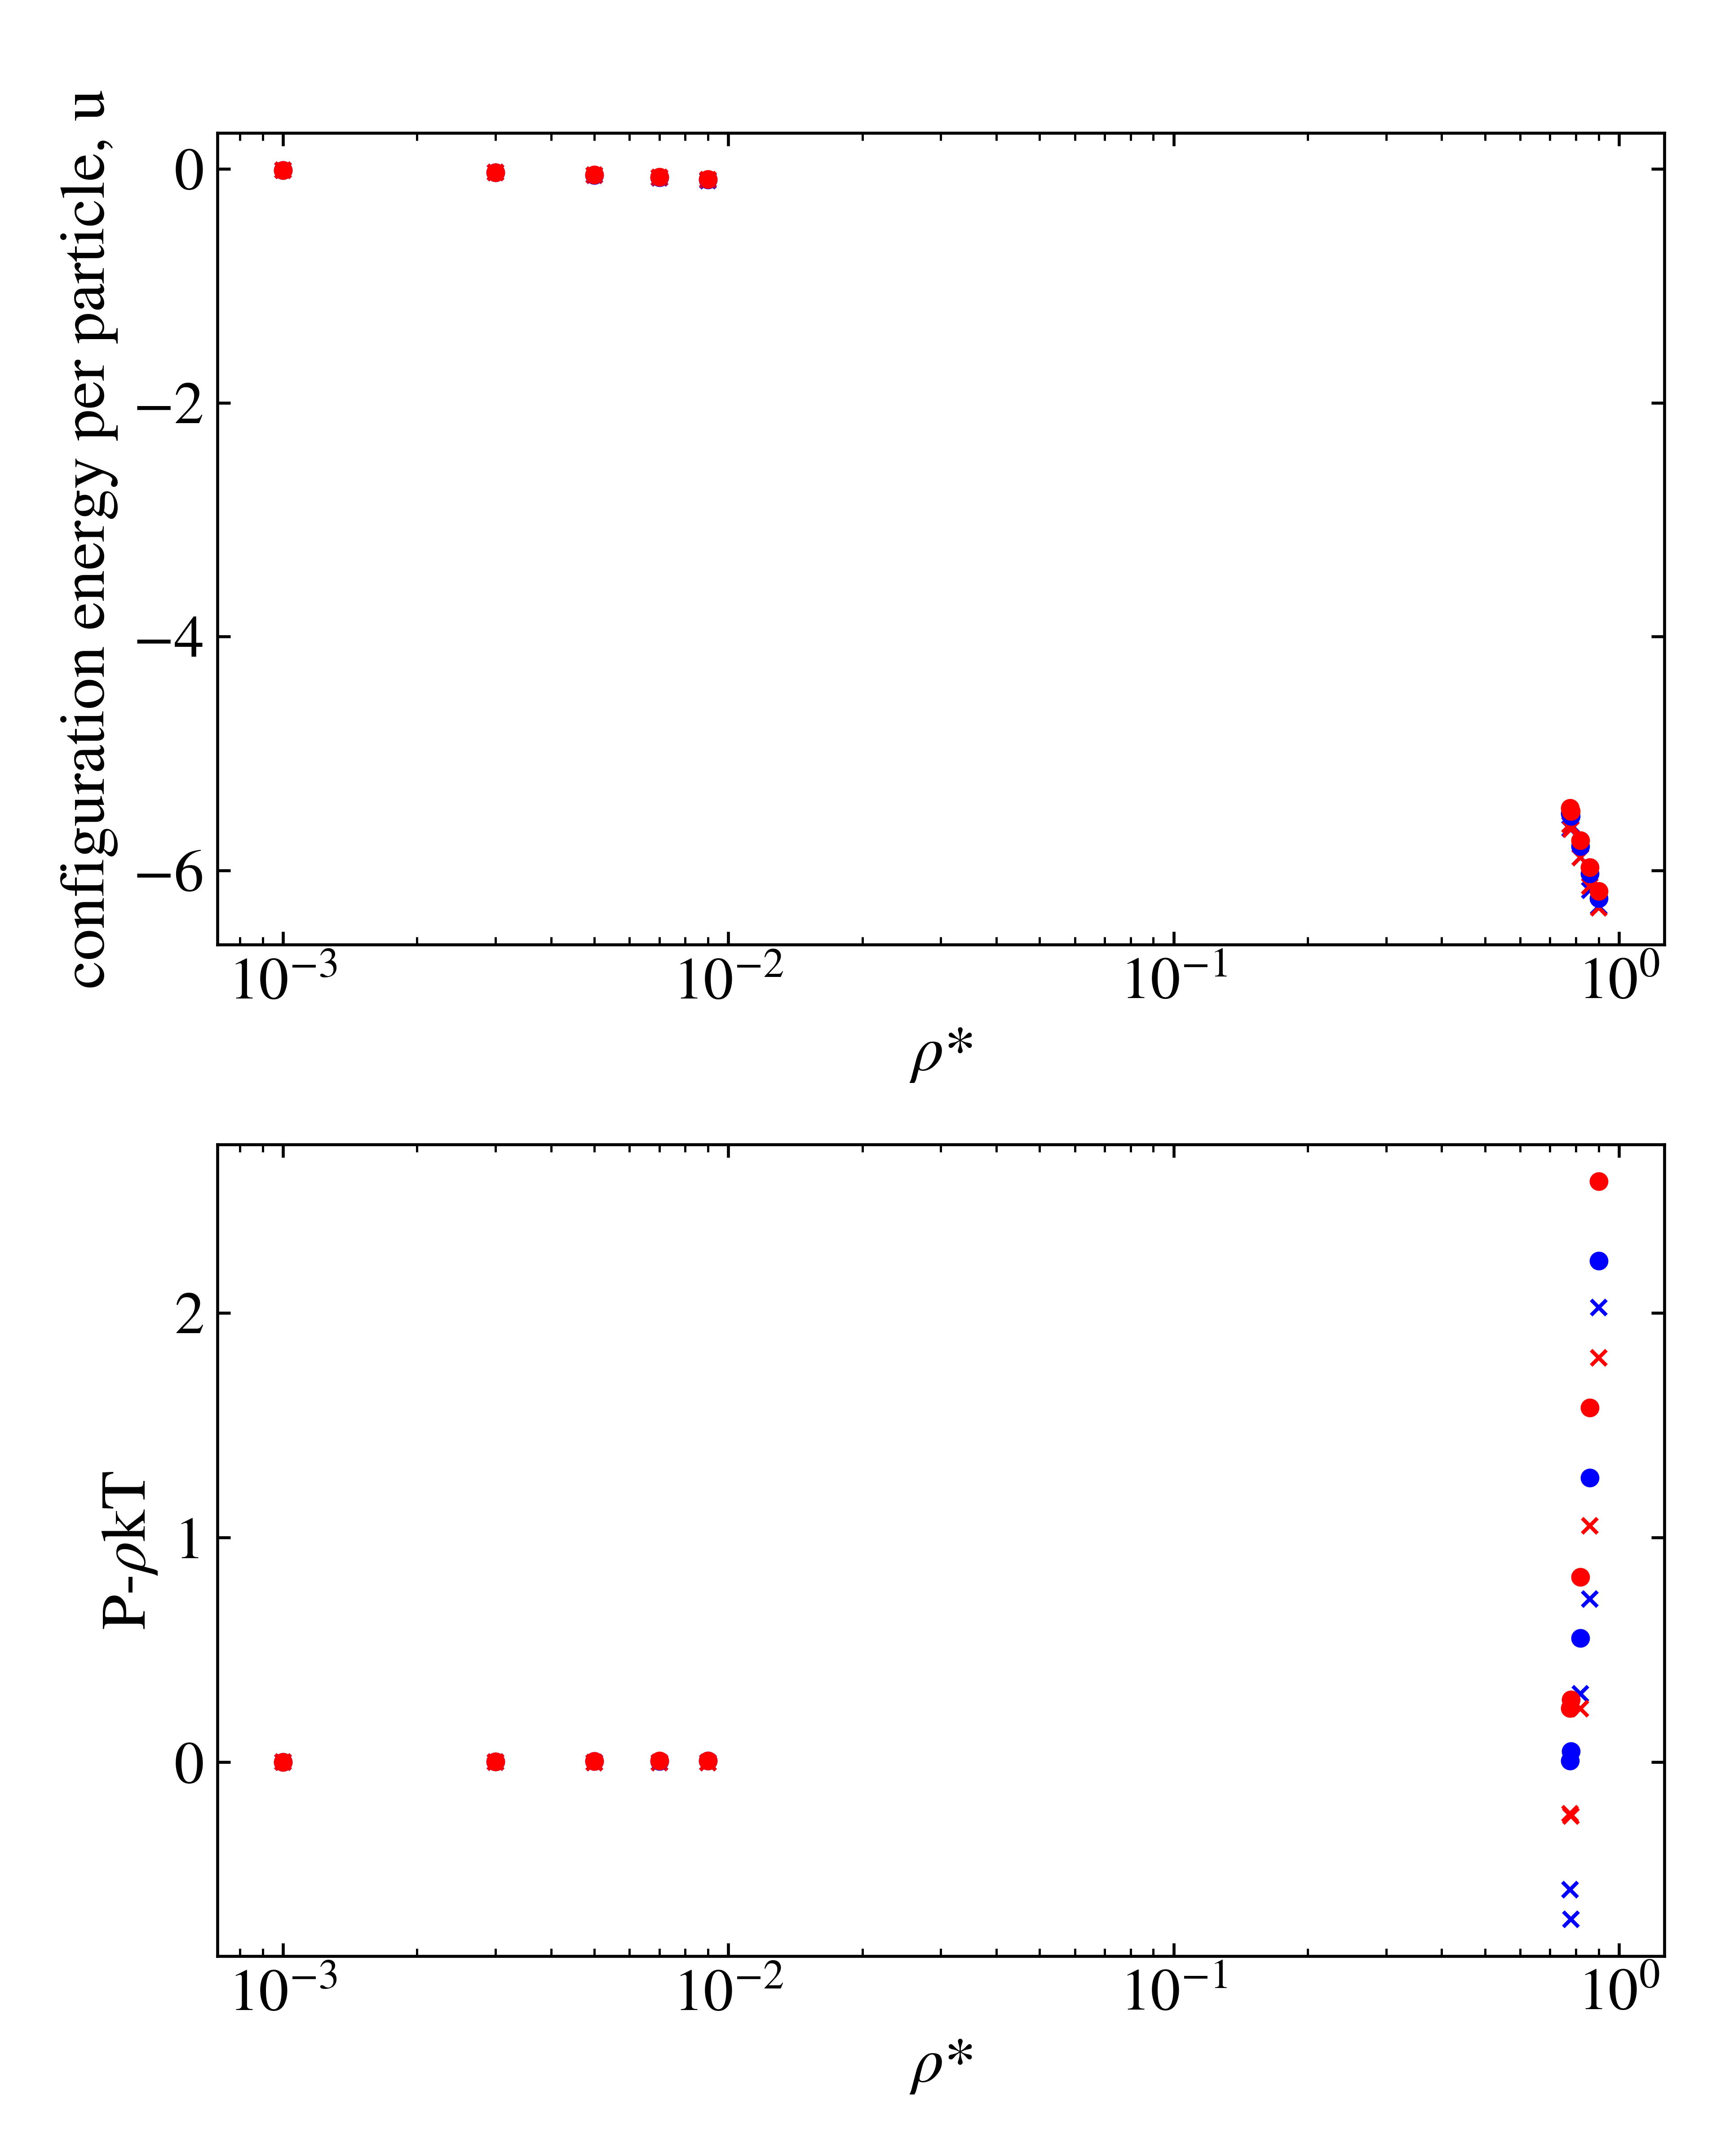 configuration energy per particle, u
0
−2
−4
−6
10⁻³ 10⁻² 10⁻¹ 10⁰
ρ*
P-ρkT
2
1
0
10⁻³ 10⁻² 10⁻¹ 10⁰
ρ*